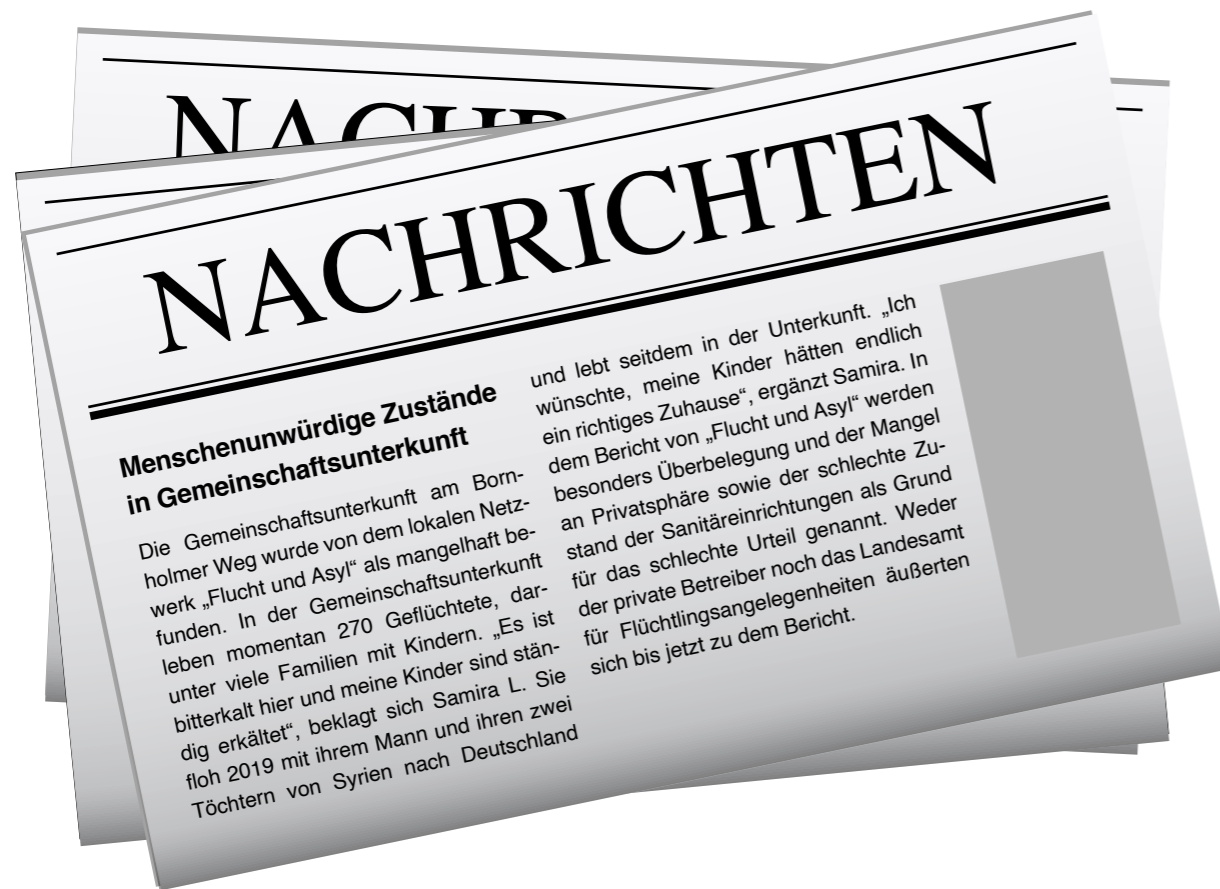 NACHR
NACHRICHTEN
Menschenunwürdige Zustände
in Gemeinschaftsunterkunft
Die Gemeinschaftsunterkunft am Born-
holmer Weg wurde von dem lokalen Netz-
werk „Flucht und Asyl“ als mangelhaft be-
funden. In der Gemeinschaftsunterkunft
leben momentan 270 Geflüchtete, dar-
unter viele Familien mit Kindern. „Es ist
bitterkalt hier und meine Kinder sind stän-
dig erkältet“, beklagt sich Samira L. Sie
floh 2019 mit ihrem Mann und ihren zwei
Töchtern von Syrien nach Deutschland
und lebt seitdem in der Unterkunft. „Ich
wünschte, meine Kinder hätten endlich
ein richtiges Zuhause“, ergänzt Samira. In
dem Bericht von „Flucht und Asyl“ werden
besonders Überbelegung und der Mangel
an Privatsphäre sowie der schlechte Zu-
stand der Sanitäreinrichtungen als Grund
für das schlechte Urteil genannt. Weder
der private Betreiber noch das Landesamt
für Flüchtlingsangelegenheiten äußerten
sich bis jetzt zu dem Bericht.